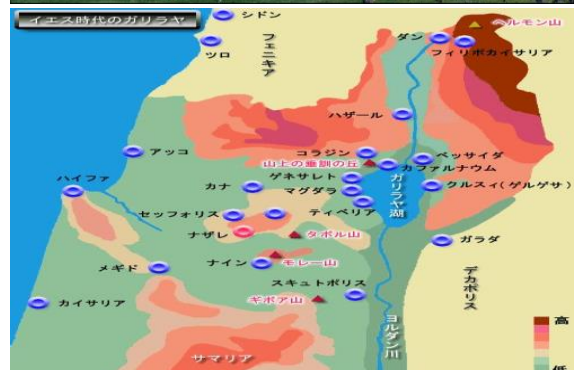 イエス時代のガリラヤ
シドン
ツロ
フェニキア
ダン
ヘルモン山
フィリポカイサリア
ハザール
アッコ
コラジン
山上の垂訓の丘
ベッサイダ
カファルナウム
ゲネサレト
マグダラ
ハイファ
カナ
ガリラヤ湖
クルスィ(ゲルゲサ)
セッフォリス
ティベリア
ナザレ
タボル山
ガラダ
メギド
ナイン
モレー山
スキュトポリス
デカポリス
カイサリア
ギボア山
ヨルダン川
サマリア
高
低